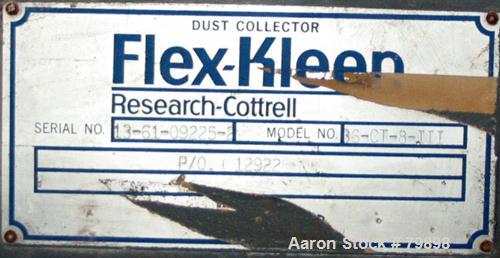 DUST COLLECTOR
Flex-Kleen
Research-Cottrell
SERIAL NO. 13-61-09225-2 MODEL NO. 36-CT-8-III
P/O. 12922
Aaron Stock # 79898